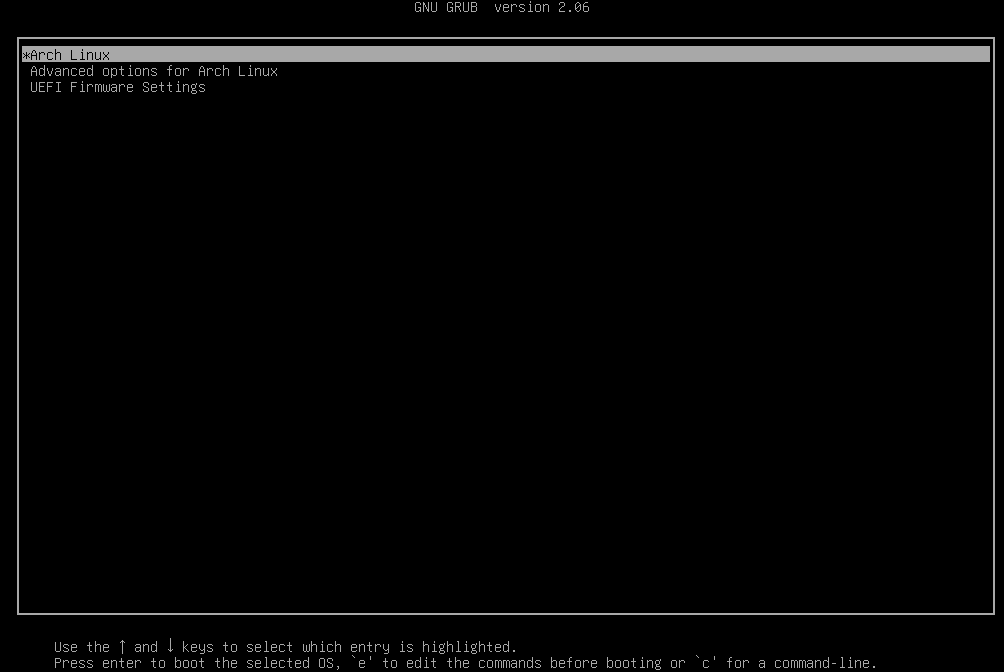 GNU GRUB  version 2.06
*Arch Linux
Advanced options for Arch Linux
UEFI Firmware Settings
Use the ↑ and ↓ keys to select which entry is highlighted.
Press enter to boot the selected OS, `e' to edit the commands before booting or `c' for a command-line.